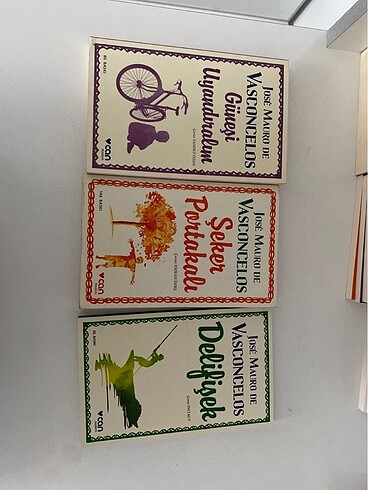 JOSÉ MAURO DE
VASCONCELOS
Güneşi
Uyandıralım
can
JOSÉ MAURO DE
VASCONCELOS
Şeker
Portakalı
can
JOSÉ MAURO DE
VASCONCELOS
Delifişek
can